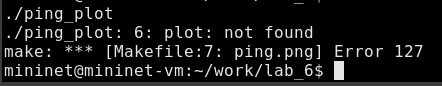 ./ping_plot
./ping_plot: 6: plot: not found
make: *** [Makefile:7: ping.png] Error 127
mininet@mininet-vm:~/work/lab_6$